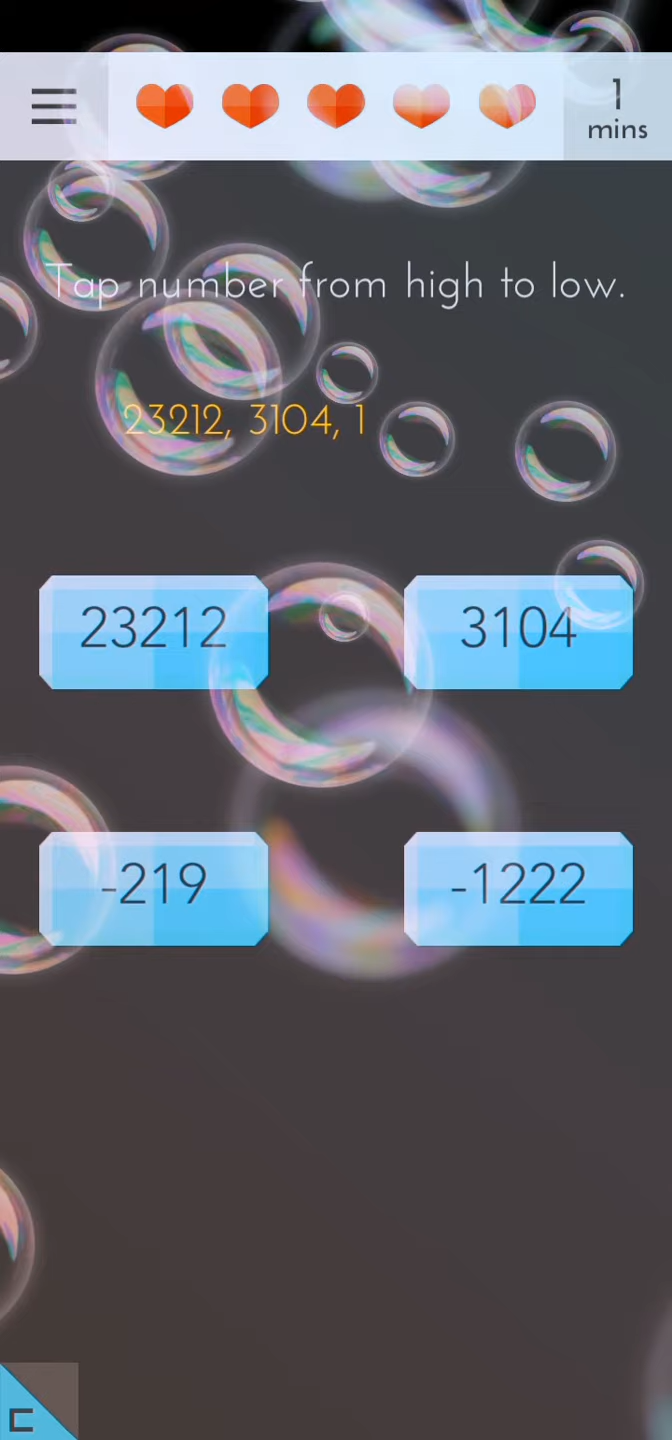 1
mins
Tap number from high to low.
23212, 3104, 1
23212 3104
-219 -1222